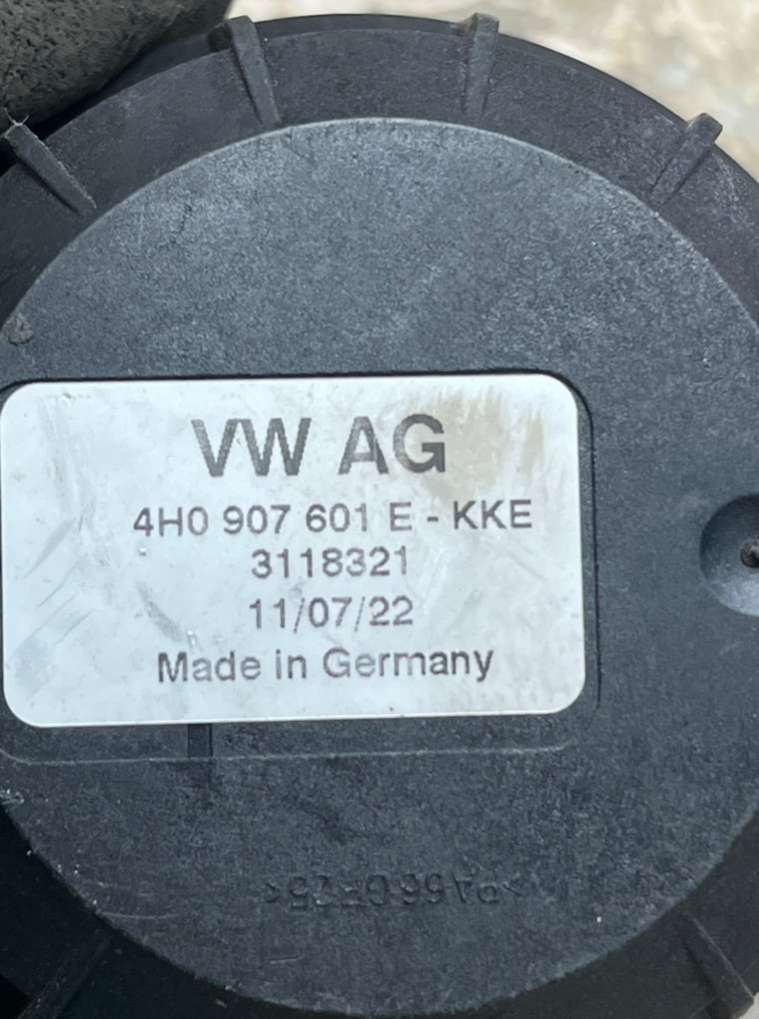 VW AG
4H0 907 601 E - KKE
3118321
11/07/22
Made in Germany